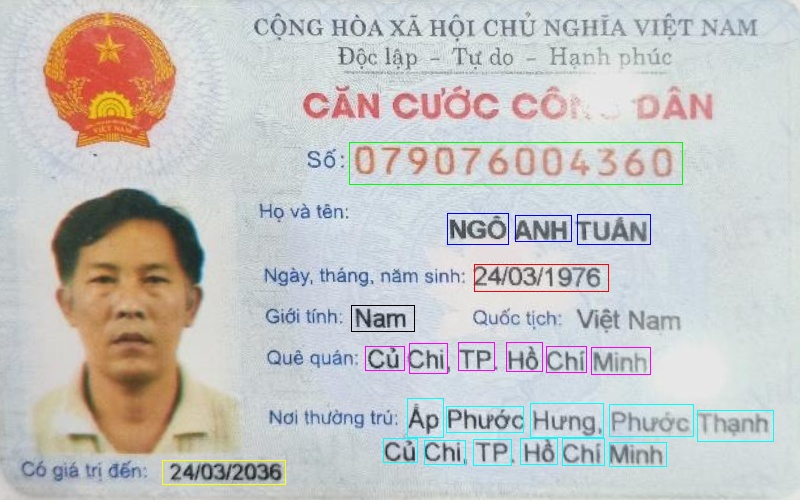 CỘNG HÒA XÃ HỘI CHỦ NGHĨA VIỆT NAM
Độc lập - Tự do - Hạnh phúc
CĂN CƯỚC CÔNG DÂN
Số: 079076004360
Họ và tên:
NGÔ ANH TUẤN
Ngày, tháng, năm sinh: 24/03/1976
Giới tính: Nam Quốc tịch: Việt Nam
Quê quán: Củ Chi, TP. Hồ Chí Minh
Nơi thường trú: Ấp Phước Hưng, Phước Thạnh
Củ Chi, TP. Hồ Chí Minh
Có giá trị đến: 24/03/2036
VIỆT NAM